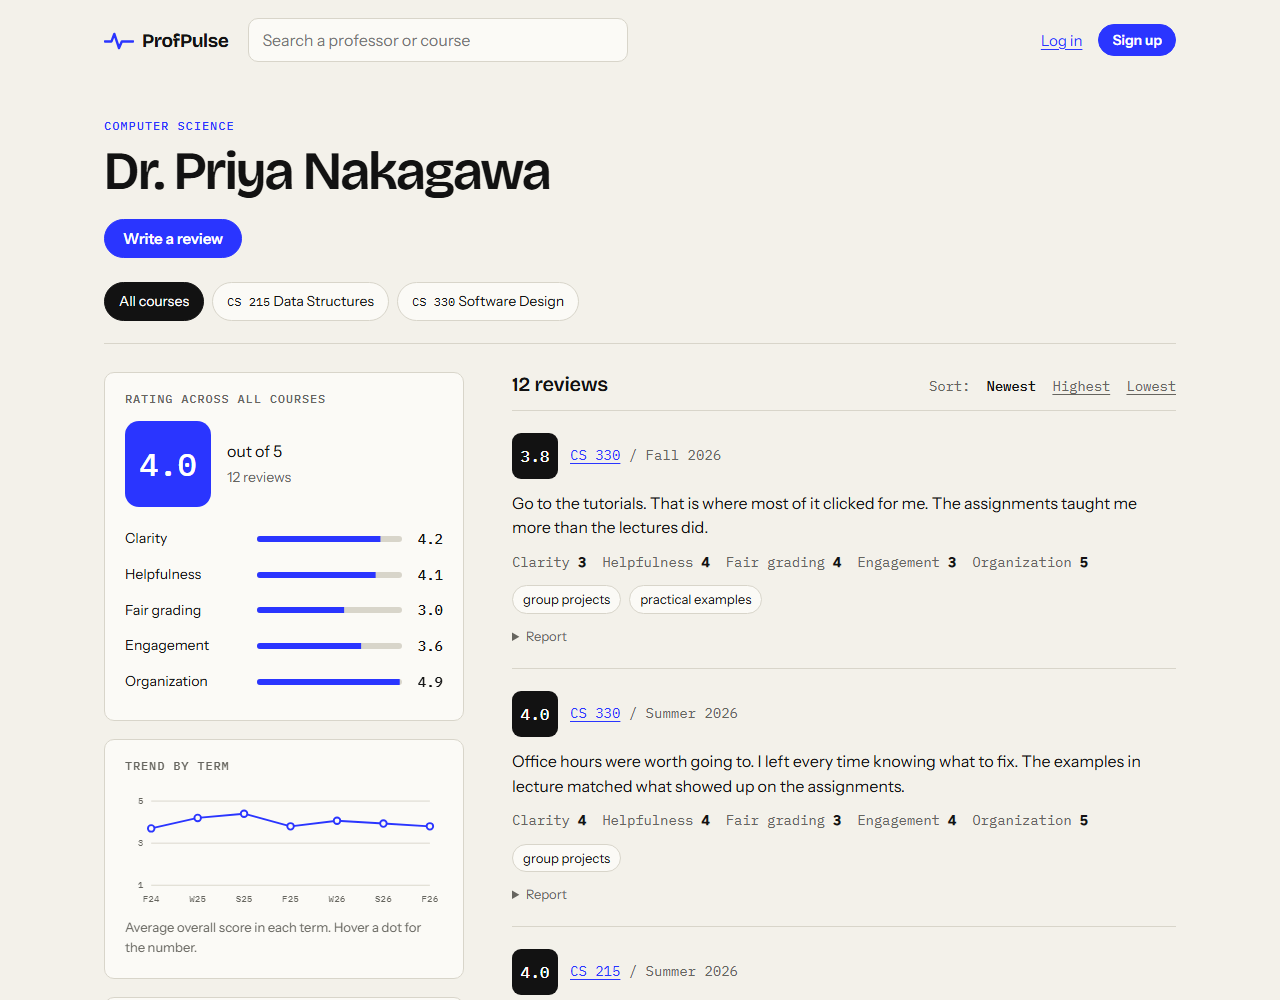 ProfPulse
Search a professor or course
Log in
Sign up
COMPUTER SCIENCE
Dr. Priya Nakagawa
Write a review
All courses
CS 215 Data Structures
CS 330 Software Design
RATING ACROSS ALL COURSES
4.0
out of 5
12 reviews
Clarity 4.2
Helpfulness 4.1
Fair grading 3.0
Engagement 3.6
Organization 4.9
TREND BY TERM
5
3
1
F24 W25 S25 F25 W26 S26 F26
Average overall score in each term. Hover a dot for
the number.
12 reviews
Sort: Newest Highest Lowest
3.8 CS 330 / Fall 2026
Go to the tutorials. That is where most of it clicked for me. The assignments taught me
more than the lectures did.
Clarity 3 Helpfulness 4 Fair grading 4 Engagement 3 Organization 5
group projects practical examples
Report
4.0 CS 330 / Summer 2026
Office hours were worth going to. I left every time knowing what to fix. The examples in
lecture matched what showed up on the assignments.
Clarity 4 Helpfulness 4 Fair grading 3 Engagement 4 Organization 5
group projects
Report
4.0 CS 215 / Summer 2026